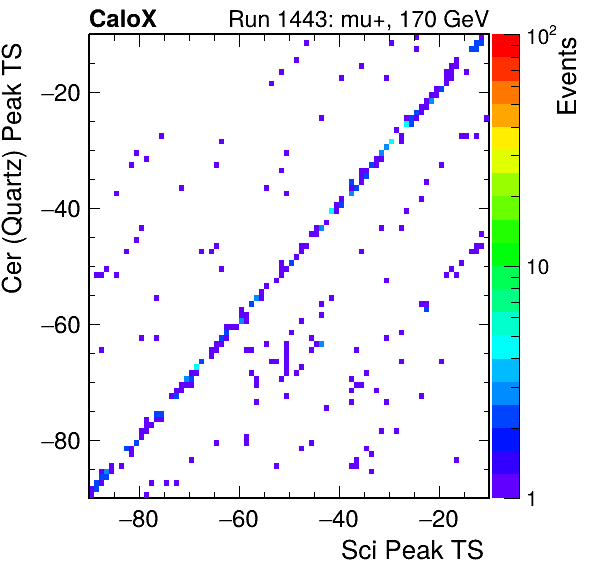 CaloX Run 1443: mu+, 170 GeV
Cer (Quartz) Peak TS
−20
−40
−60
−80
−80 −60 −40 −20
Sci Peak TS
10²
10
1
Events